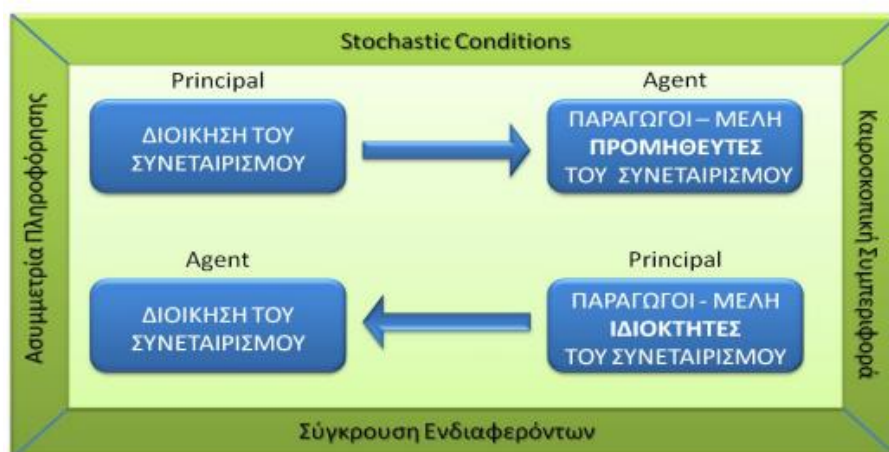 Stochastic Conditions
Ασυμμετρία Πληροφόρησης
Principal
ΔΙΟΙΚΗΣΗ ΤΟΥ
ΣΥΝΕΤΑΙΡΙΣΜΟΥ
Agent
ΠΑΡΑΓΩΓΟΙ – ΜΕΛΗ
ΠΡΟΜΗΘΕΥΤΕΣ
ΤΟΥ ΣΥΝΕΤΑΙΡΙΣΜΟΥ
Agent
ΔΙΟΙΚΗΣΗ ΤΟΥ
ΣΥΝΕΤΑΙΡΙΣΜΟΥ
Principal
ΠΑΡΑΓΩΓΟΙ - ΜΕΛΗ
ΙΔΙΟΚΤΗΤΕΣ
ΤΟΥ ΣΥΝΕΤΑΙΡΙΣΜΟΥ
Καιροσκοπική Συμπεριφορά
Σύγκρουση Ενδιαφερόντων